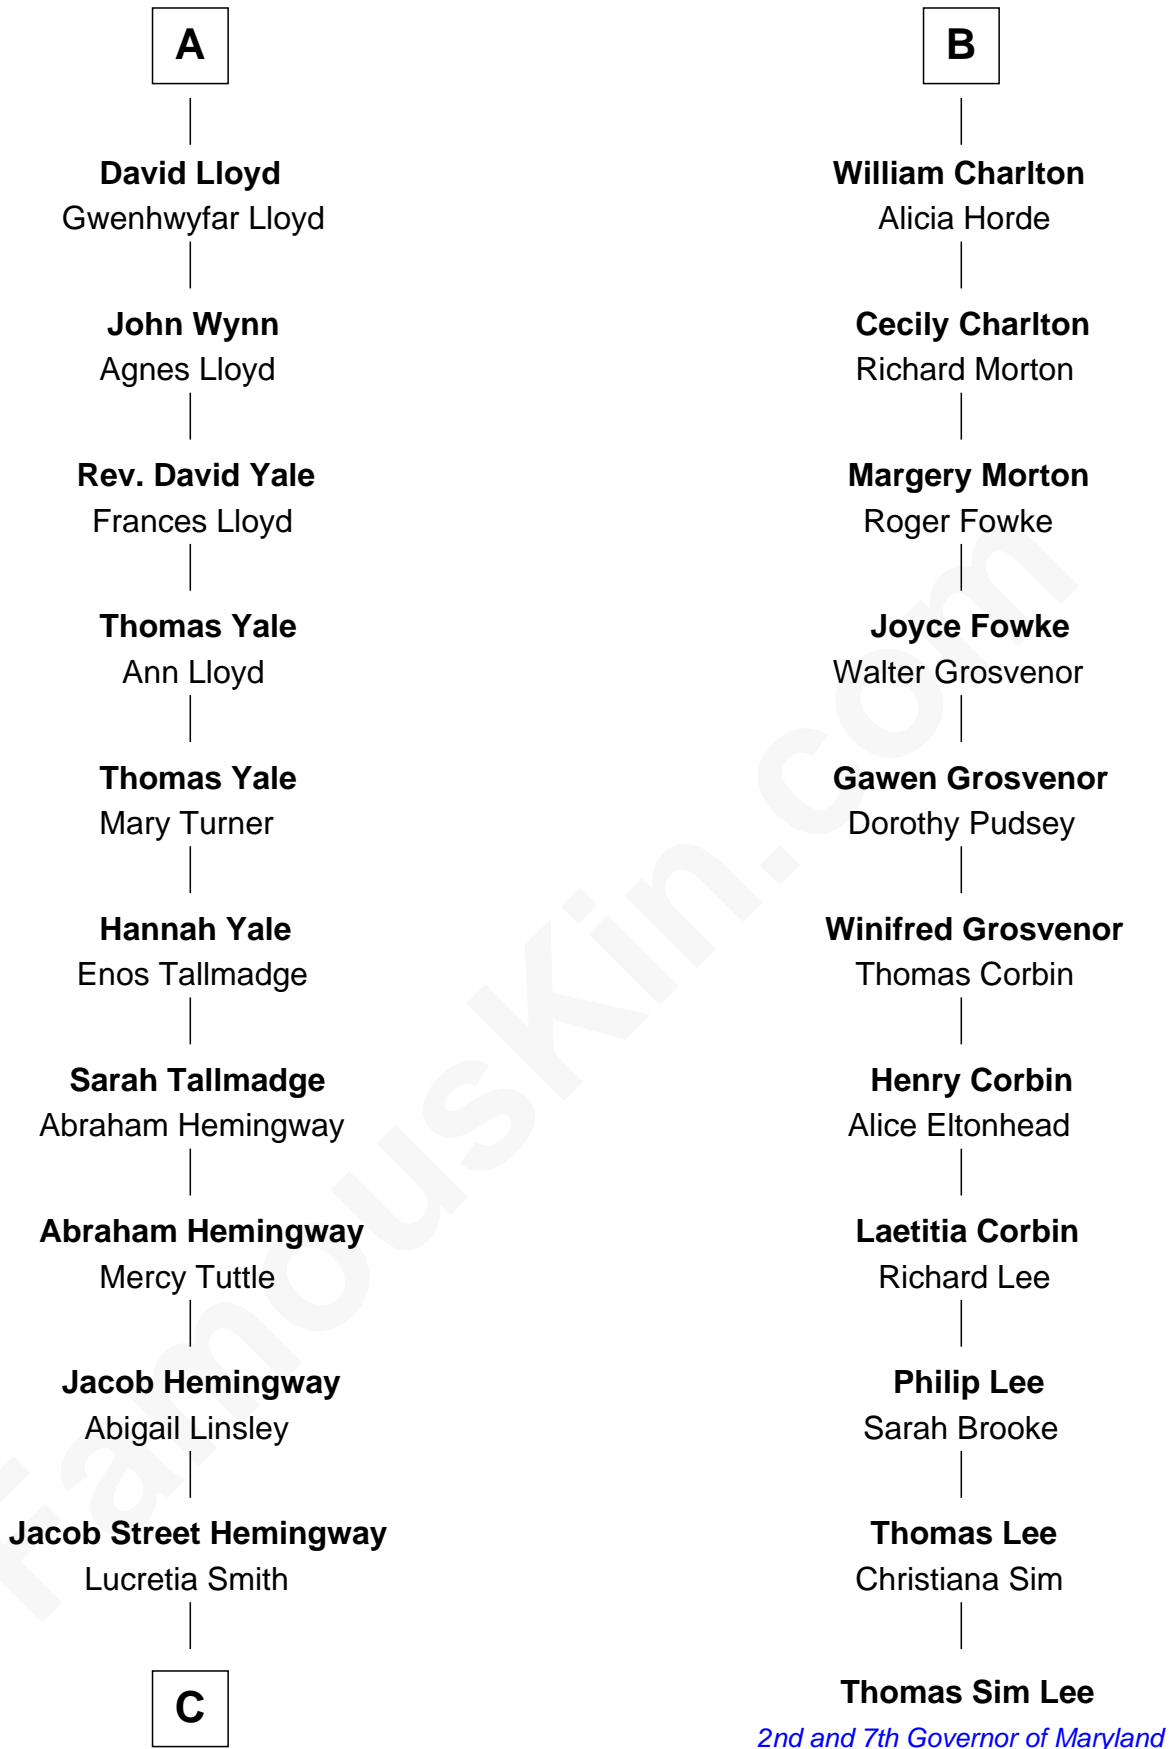 A
David Lloyd
Gwenhwyfar Lloyd
John Wynn
Agnes Lloyd
Rev. David Yale
Frances Lloyd
Thomas Yale
Ann Lloyd
Thomas Yale
Mary Turner
Hannah Yale
Enos Tallmadge
Sarah Tallmadge
Abraham Hemingway
Abraham Hemingway
Mercy Tuttle
Jacob Hemingway
Abigail Linsley
Jacob Street Hemingway
Lucretia Smith
C
B
William Charlton
Alicia Horde
Cecily Charlton
Richard Morton
Margery Morton
Roger Fowke
Joyce Fowke
Walter Grosvenor
Gawen Grosvenor
Dorothy Pudsey
Winifred Grosvenor
Thomas Corbin
Henry Corbin
Alice Eltonhead
Laetitia Corbin
Richard Lee
Philip Lee
Sarah Brooke
Thomas Lee
Christiana Sim
Thomas Sim Lee
2nd and 7th Governor of Maryland
FamousKin.com